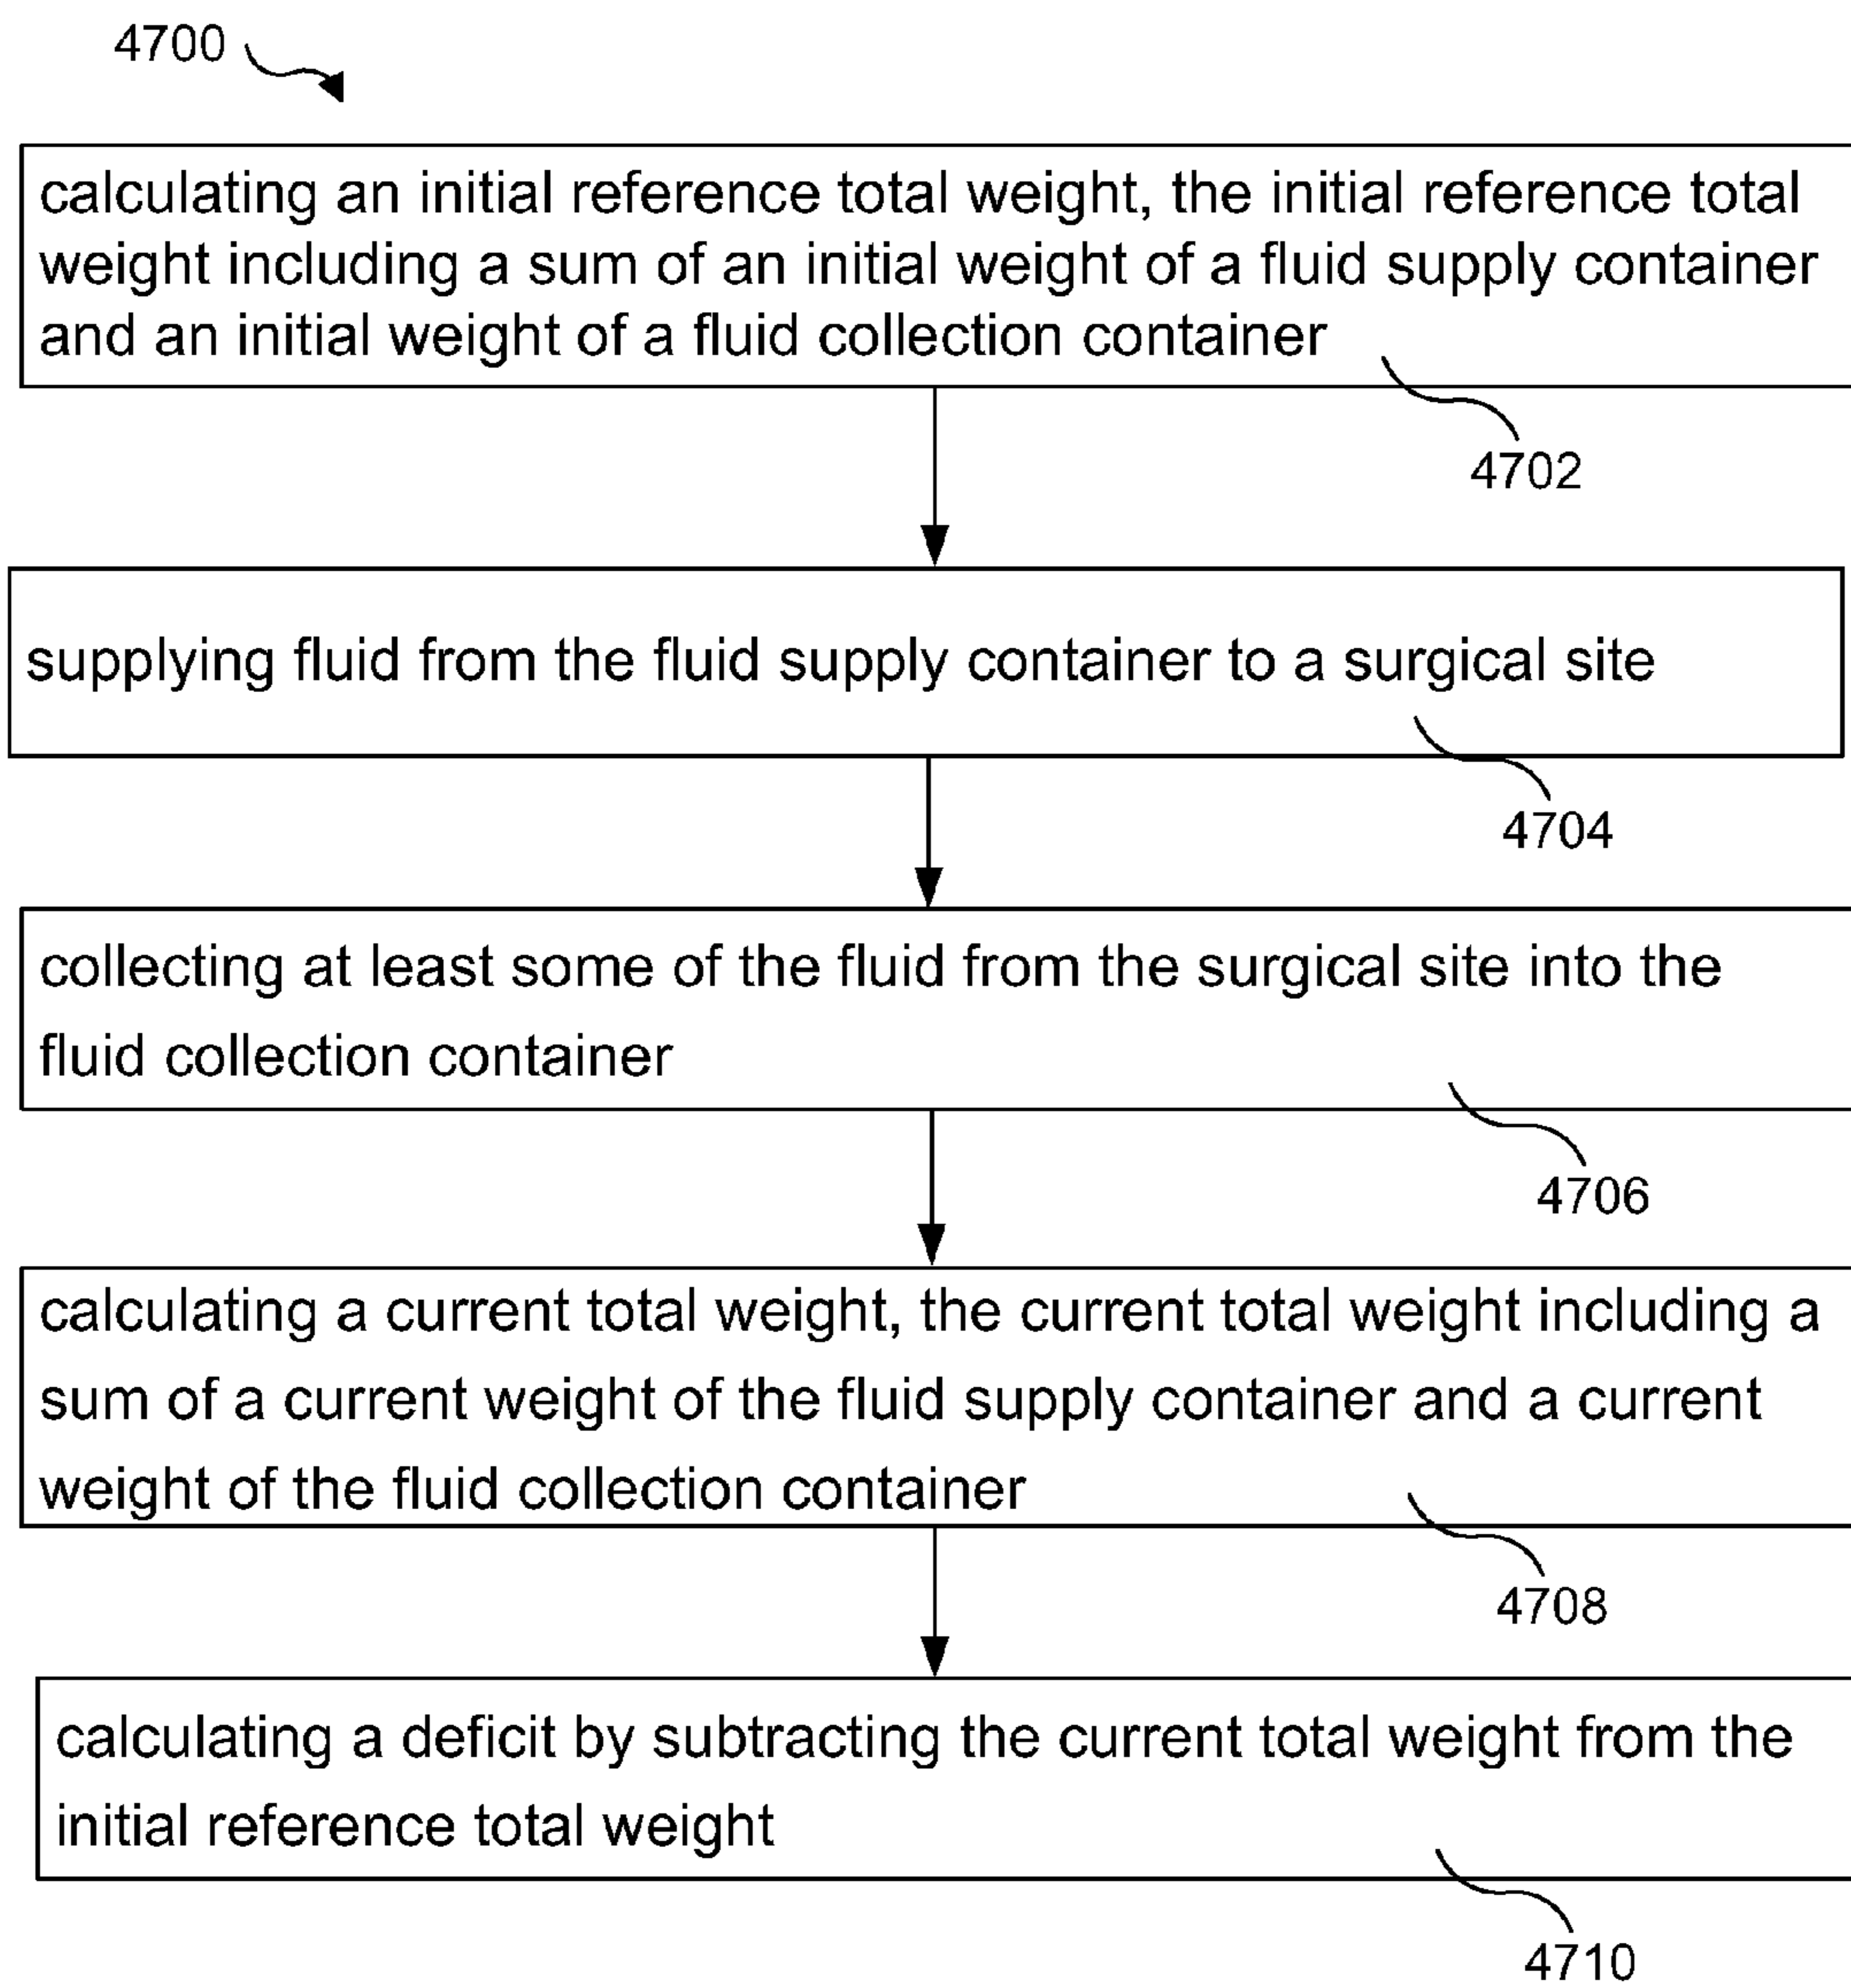 4700
calculating an initial reference total weight, the initial reference total
weight including a sum of an initial weight of a fluid supply container
and an initial weight of a fluid collection container
4702
supplying fluid from the fluid supply container to a surgical site
4704
collecting at least some of the fluid from the surgical site into the
fluid collection container
4706
calculating a current total weight, the current total weight including a
sum of a current weight of the fluid supply container and a current
weight of the fluid collection container
4708
calculating a deficit by subtracting the current total weight from the
initial reference total weight
4710